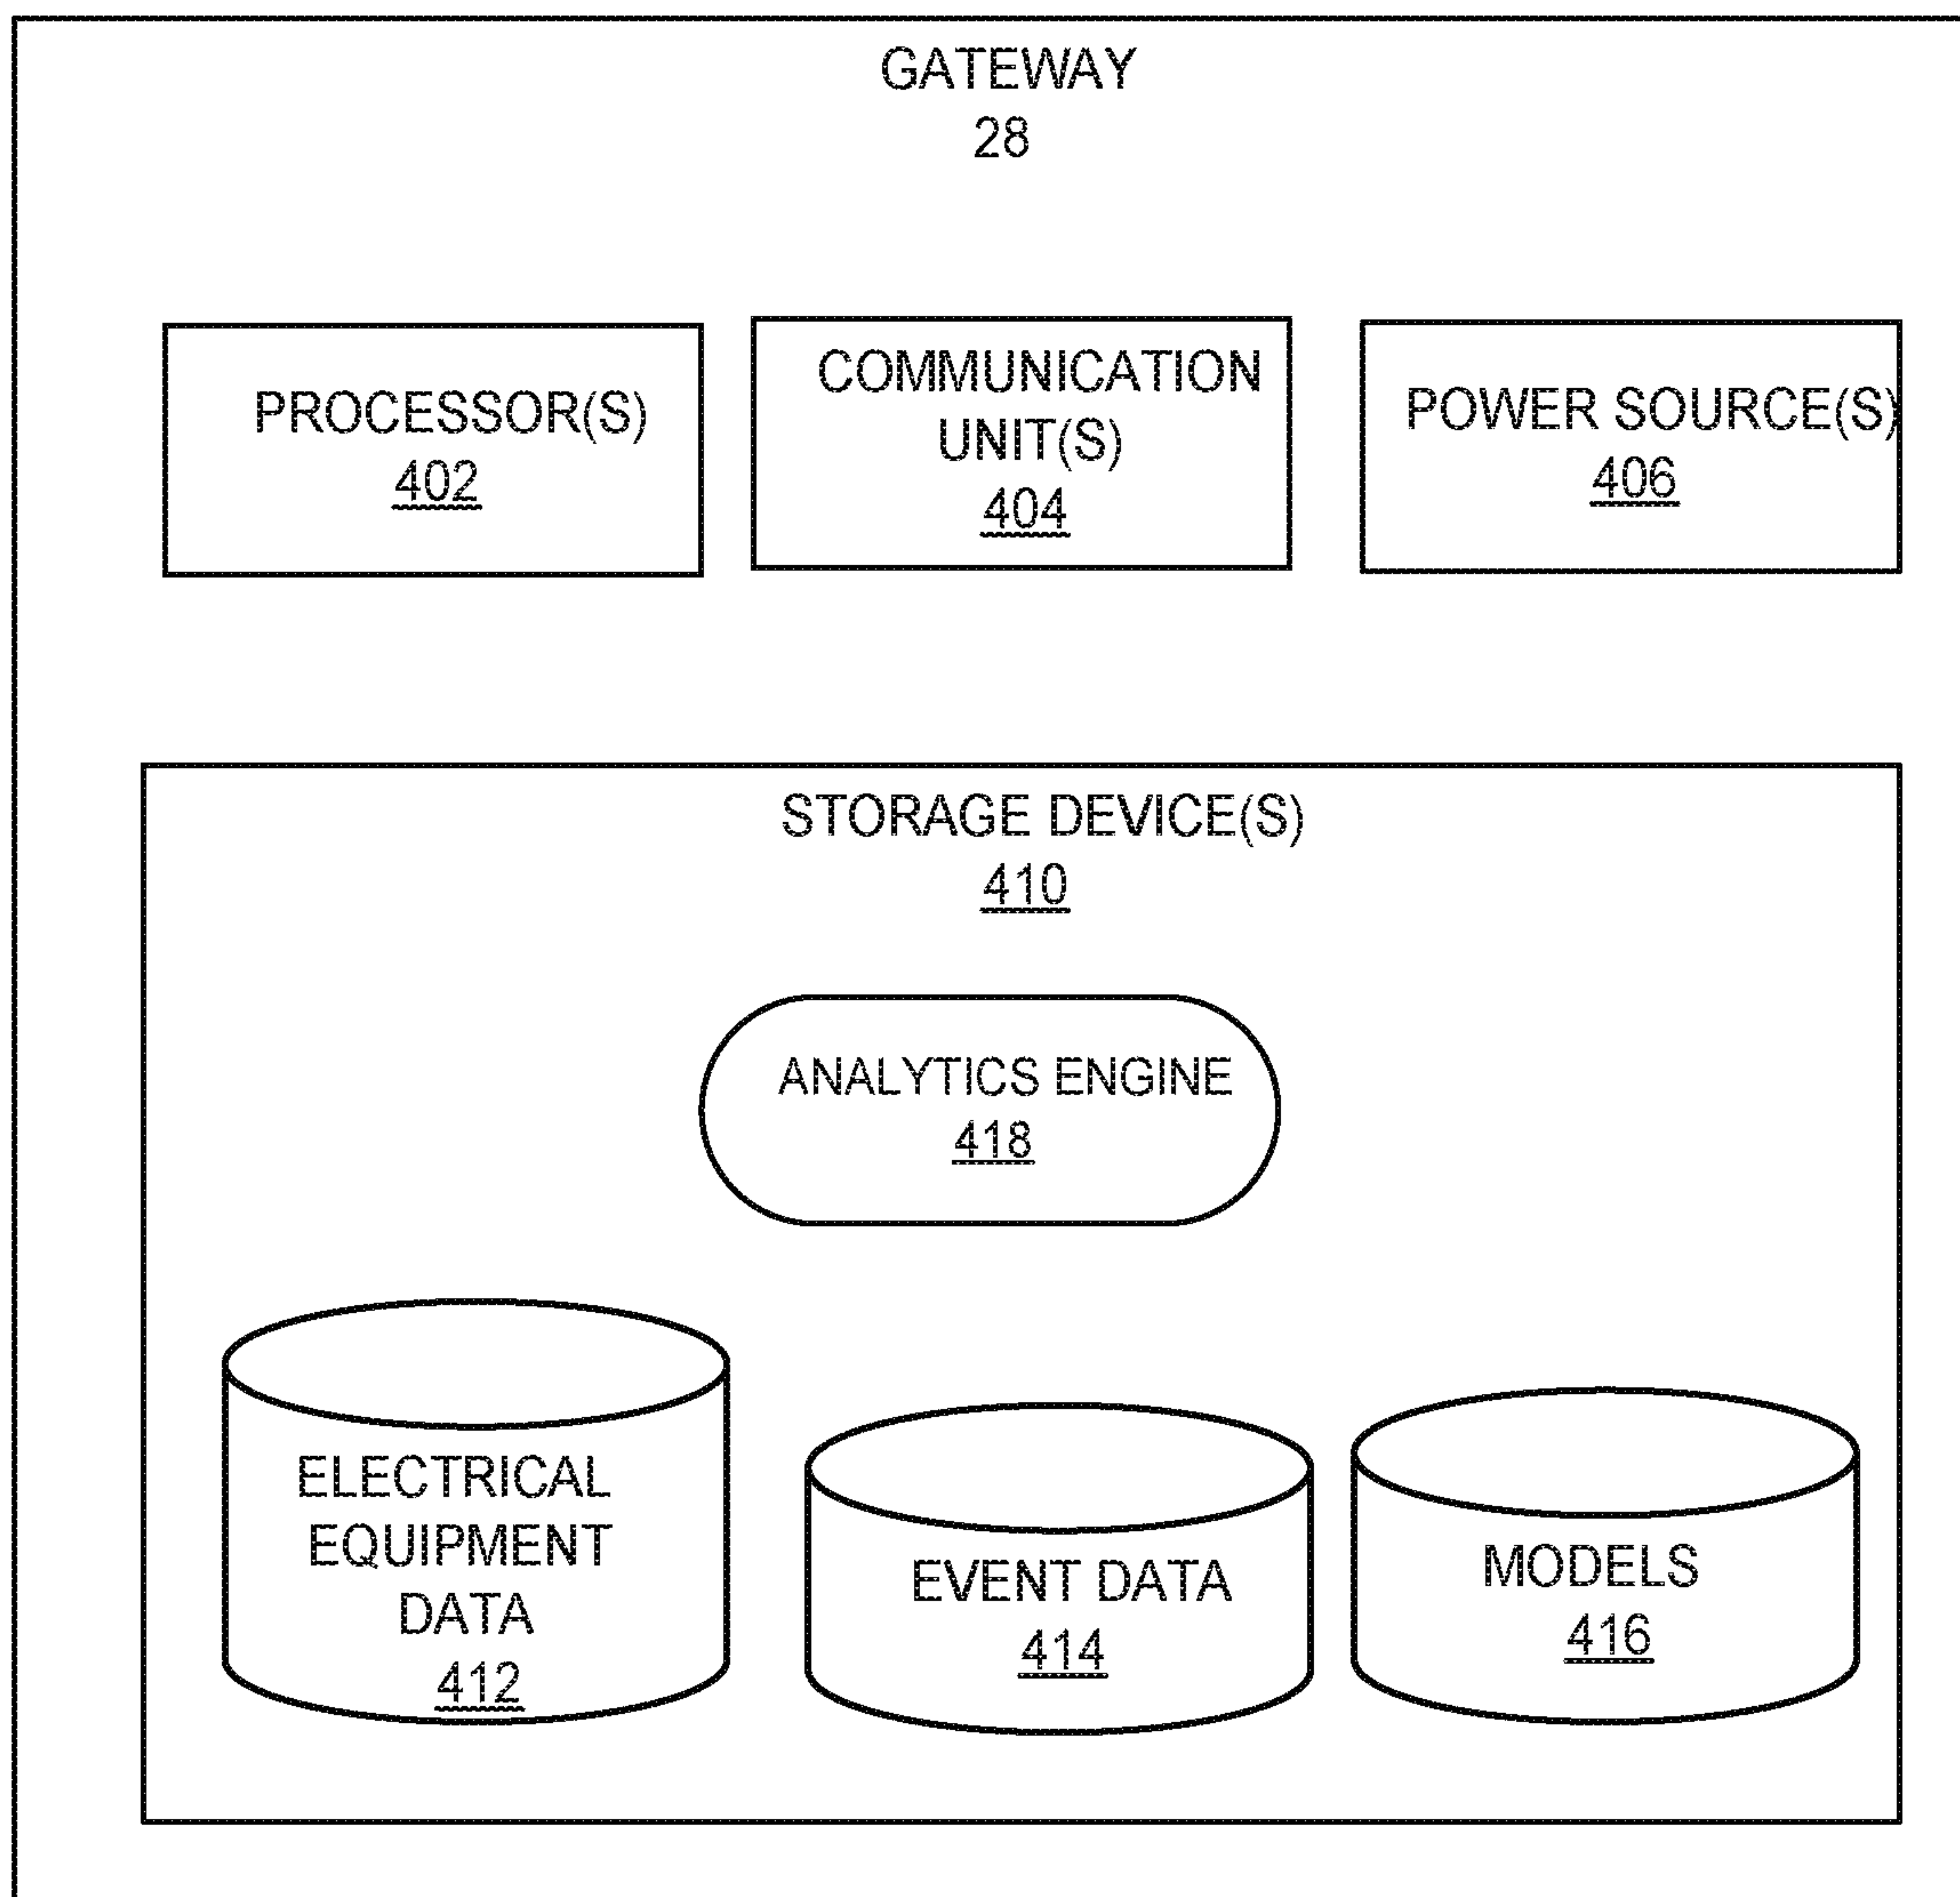 GATEWAY
28
PROCESSOR(S)
402
COMMUNICATION
UNIT(S)
404
POWER SOURCE(S)
406
STORAGE DEVICE(S)
410
ANALYTICS ENGINE
418
ELECTRICAL
EQUIPMENT
DATA
412
EVENT DATA
414
MODELS
416